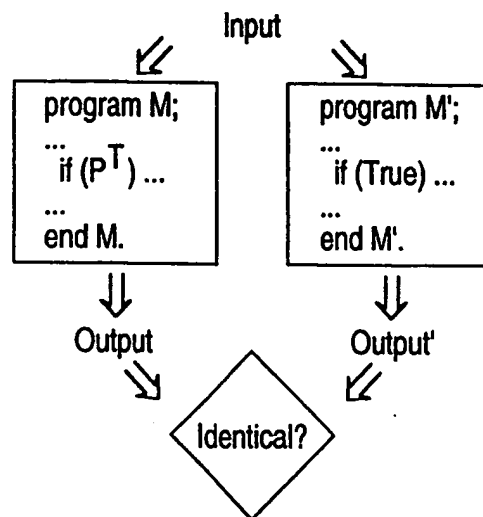 Input
program M;
...
if (P^T) ...
...
end M.
program M';
...
if (True) ...
...
end M'.
Output
Output'
Identical?